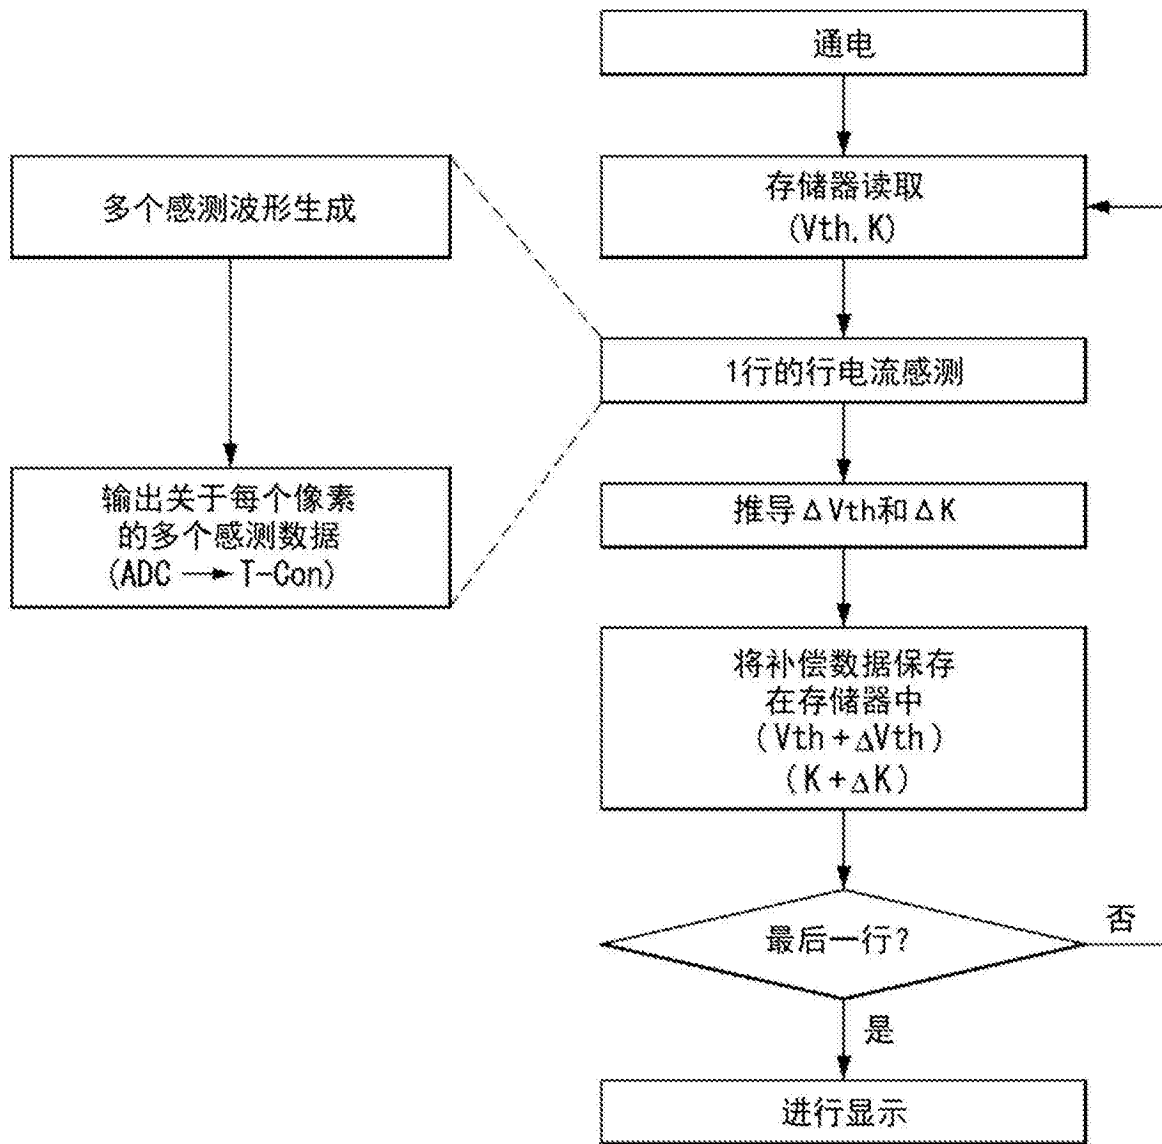 通电
存储器读取
(Vth, K)
1行的行电流感测
多个感测波形生成
输出关于每个像素
的多个感测数据
(ADC → T-Con)
推导ΔVth和ΔK
将补偿数据保存
在存储器中
(Vth+ΔVth)
(K+ΔK)
最后一行?
否
是
进行显示